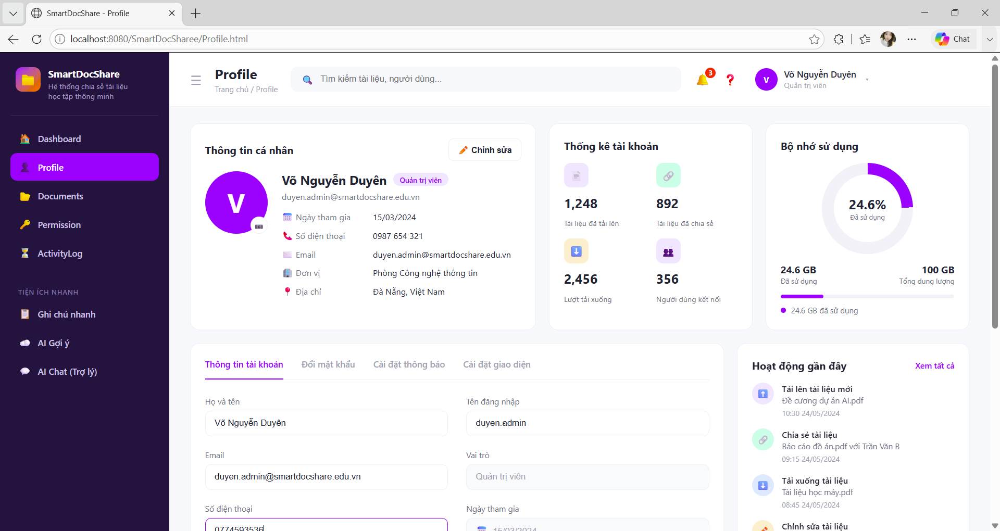 SmartDocShare - Profile
localhost:8080/SmartDocSharee/Profile.html
Chat
SmartDocShare
Hệ thống chia sẻ tài liệu
học tập thông minh
Dashboard
Profile
Documents
Permission
ActivityLog
TIỆN ÍCH NHANH
Ghi chú nhanh
AI Gợi ý
AI Chat (Trợ lý)
Profile
Trang chủ / Profile
Tìm kiếm tài liệu, người dùng...
3
V
Võ Nguyễn Duyên
Quản trị viên
Thông tin cá nhân
Chỉnh sửa
V
Võ Nguyễn Duyên
Quản trị viên
duyen.admin@smartdocshare.edu.vn
Ngày tham gia 15/03/2024
Số điện thoại 0987 654 321
Email duyen.admin@smartdocshare.edu.vn
Đơn vị Phòng Công nghệ thông tin
Địa chỉ Đà Nẵng, Việt Nam
Thống kê tài khoản
1,248
Tài liệu đã tải lên
892
Tài liệu đã chia sẻ
2,456
Lượt tải xuống
356
Người dùng kết nối
Bộ nhớ sử dụng
24.6%
Đã sử dụng
24.6 GB
Đã sử dụng
100 GB
Tổng dung lượng
24.6 GB đã sử dụng
Thông tin tài khoản
Đổi mật khẩu
Cài đặt thông báo
Cài đặt giao diện
Họ và tên
Võ Nguyễn Duyên
Tên đăng nhập
duyen.admin
Email
duyen.admin@smartdocshare.edu.vn
Vai trò
Quản trị viên
Số điện thoại
0774593536
Ngày tham gia
15/03/2024
Hoạt động gần đây
Xem tất cả
Tải lên tài liệu mới
Đề cương dự án AI.pdf
10:30 24/05/2024
Chia sẻ tài liệu
Báo cáo đồ án.pdf với Trần Văn B
09:15 24/05/2024
Tải xuống tài liệu
Tài liệu học máy.pdf
08:45 24/05/2024
Chỉnh sửa tài liệu